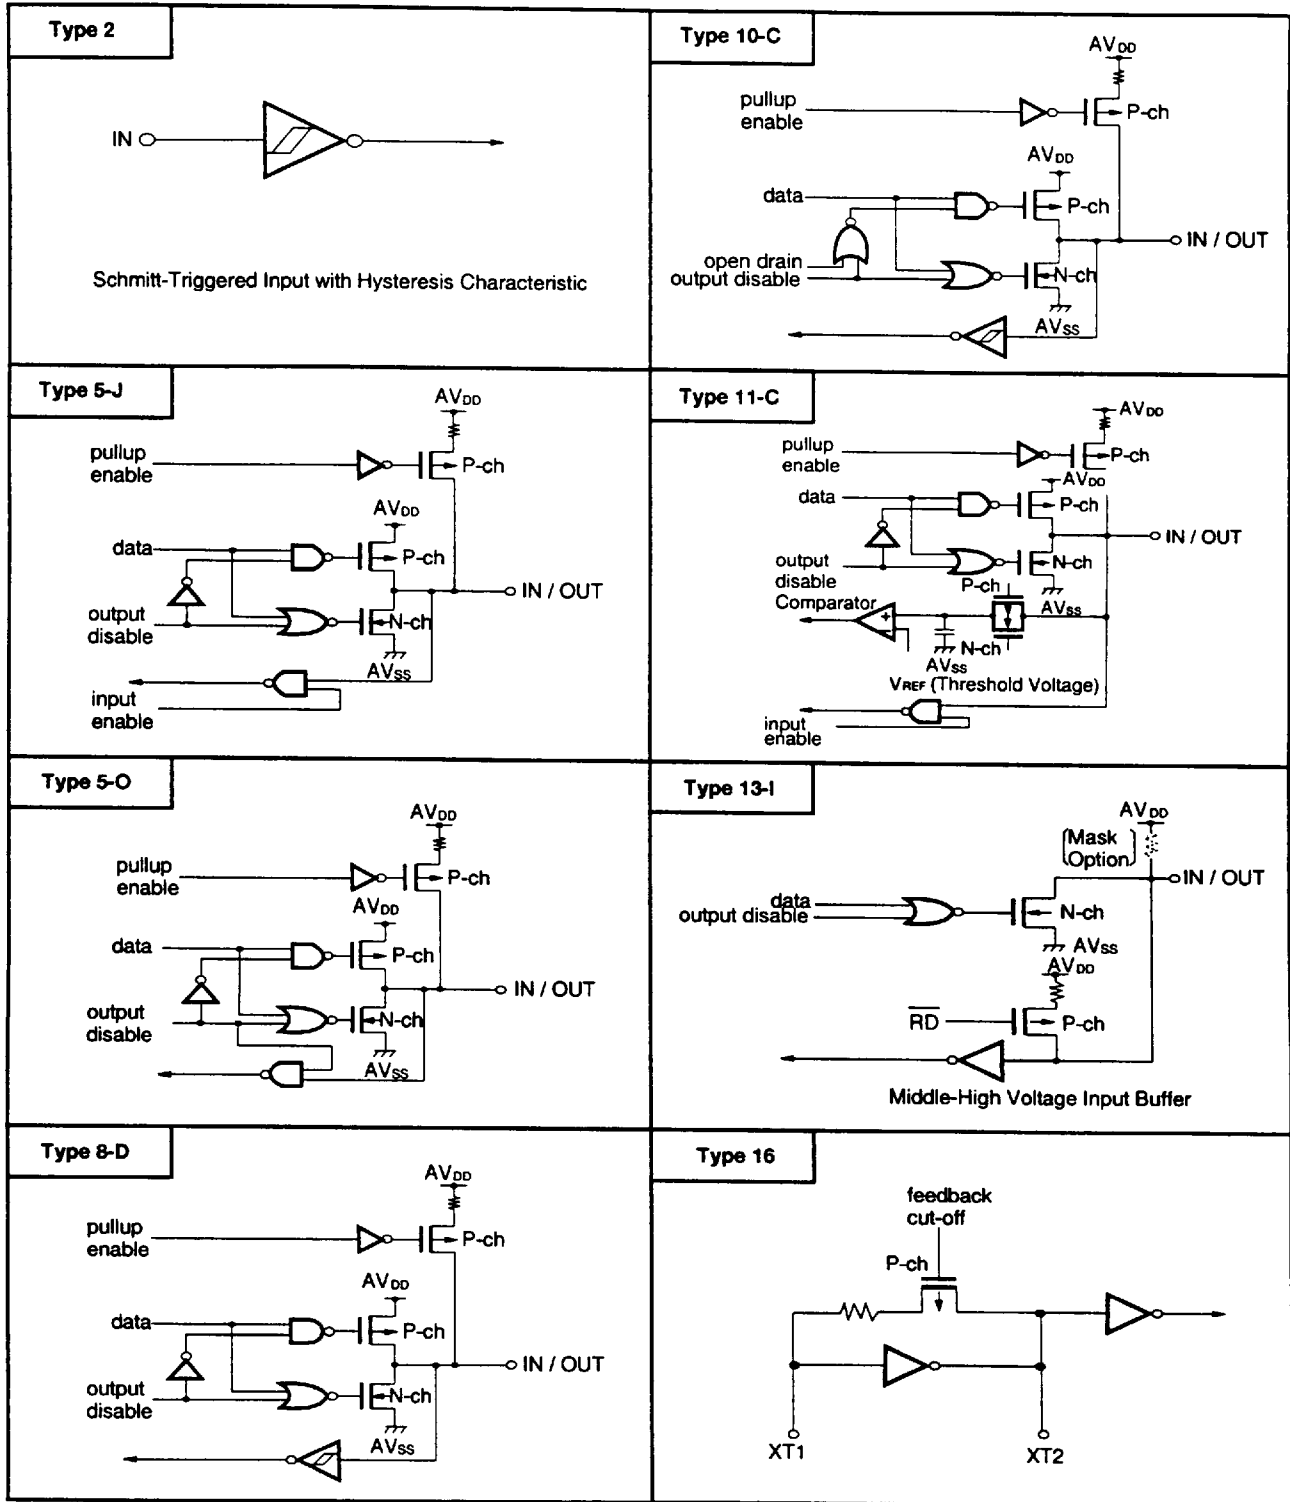 Type 2
IN
Schmitt-Triggered Input with Hysteresis Characteristic
Type 10-C
AVDD
pullup
enable
P-ch
AVDD
data
P-ch
IN / OUT
open drain
output disable
N-ch
AVSS
Type 5-J
AVDD
pullup
enable
P-ch
AVDD
data
P-ch
IN / OUT
output
disable
N-ch
AVSS
input
enable
Type 11-C
AVDD
pullup
enable
P-ch
AVDD
data
P-ch
IN / OUT
output
disable
N-ch
P-ch
Comparator
AVSS
+
−
N-ch
AVSS
VREF (Threshold Voltage)
input
enable
Type 5-O
AVDD
pullup
enable
P-ch
AVDD
data
P-ch
IN / OUT
output
disable
N-ch
AVSS
Type 13-I
AVDD
(Mask
Option)
IN / OUT
data
output disable
N-ch
AVSS
AVDD
RD
P-ch
Middle-High Voltage Input Buffer
Type 8-D
AVDD
pullup
enable
P-ch
AVDD
data
P-ch
IN / OUT
output
disable
N-ch
AVSS
Type 16
feedback
cut-off
P-ch
XT1
XT2